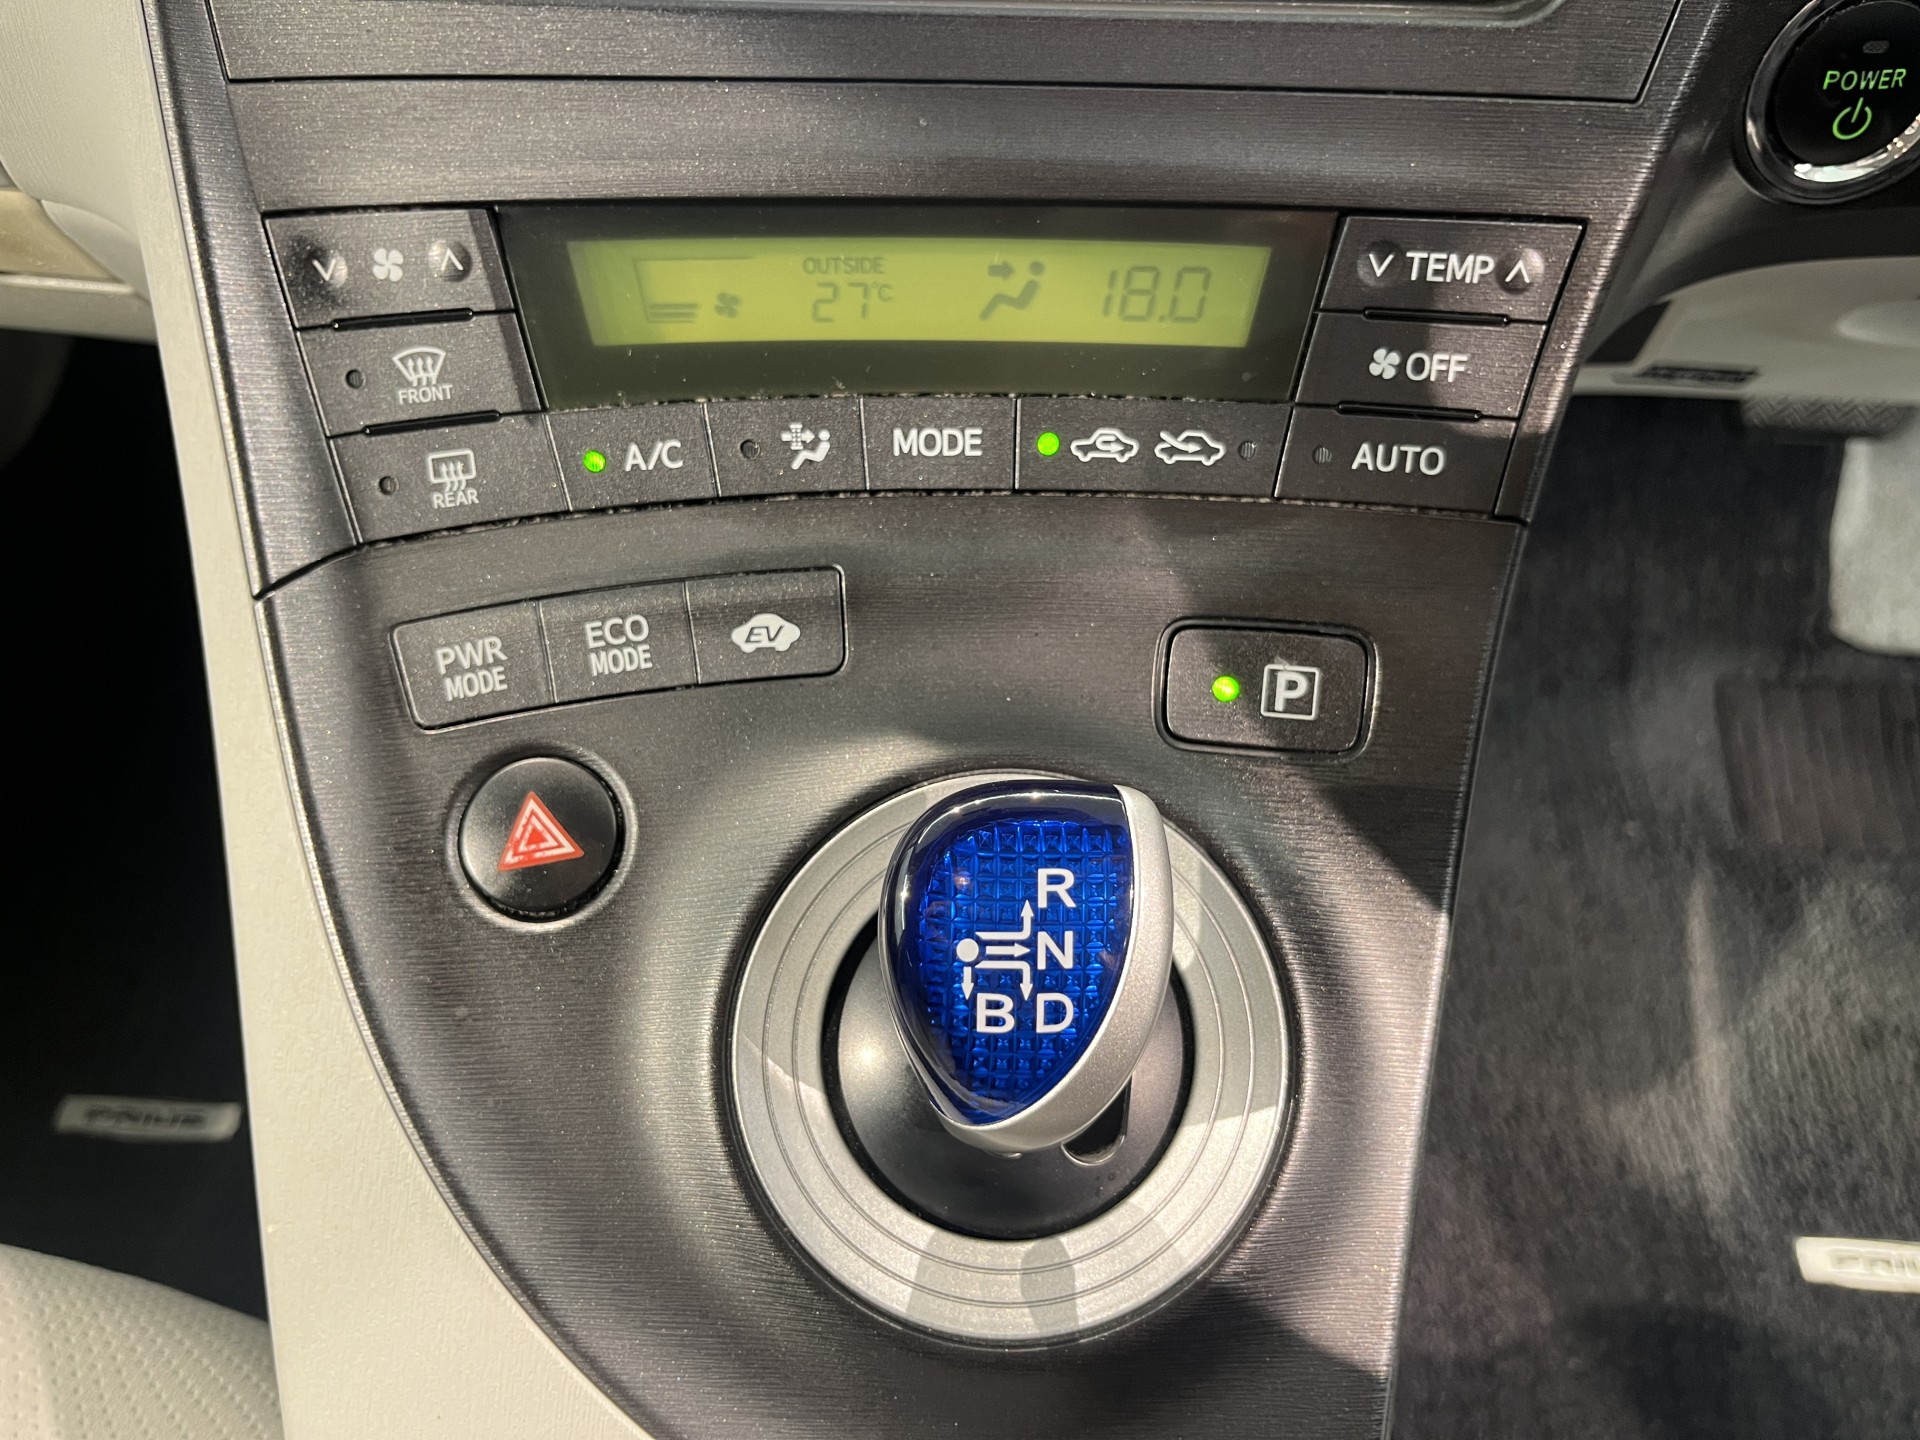 POWER
OUTSIDE
27°C
18.0
TEMP
FRONT
OFF
REAR
A/C
MODE
AUTO
PWR
MODE
ECO
MODE
EV
P
R
N
B D